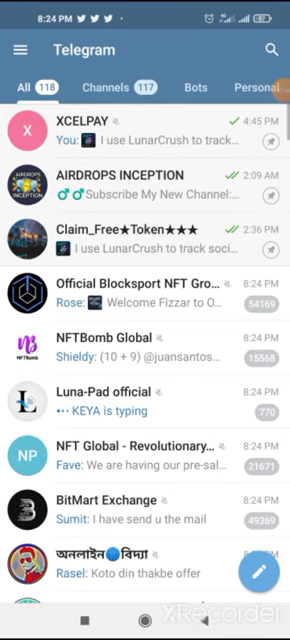 8:24 PM
Telegram
All 118 Channels 117 Bots Personal
X XCELPAY 4:45 PM
You: I use LunarCrush to track...
AIRDROPS INCEPTION 2:09 AM
♂♂Subscribe My New Channel:...
Claim_Free★Token★★★ 2:36 PM
I use LunarCrush to track soci...
Official Blocksport NFT Gro... 8:24 PM
Rose: Welcome Fizzar to O... 54169
NFTBomb Global 8:24 PM
NFTBomb
Shieldy: (10 + 9) @juansantos... 15568
Luna-Pad official 8:24 PM
KEYA is typing 770
NP NFT Global - Revolutionary... 8:24 PM
Fave: We are having our pre-sal... 21671
BitMart Exchange 8:24 PM
Sumit: I have send u the mail 49369
অনলাইন🔵বিদ্যা
Rasel: Koto din thakbe offer
XRECORDER